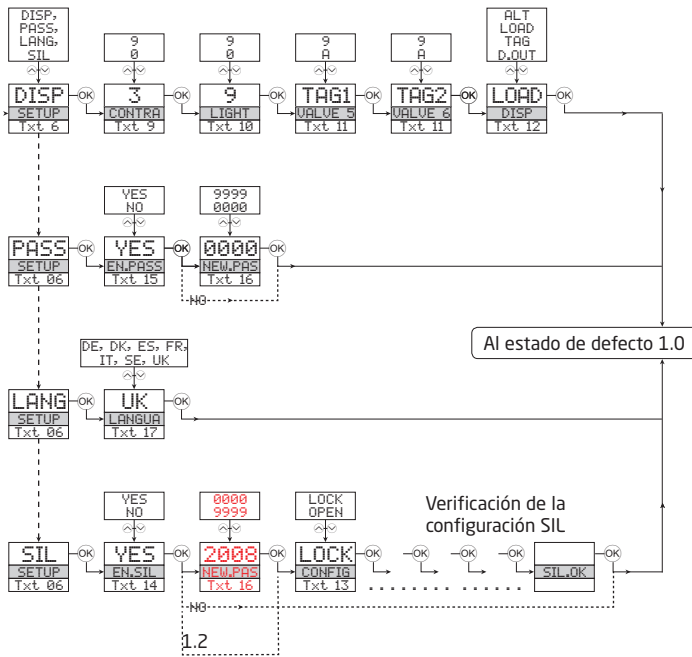 DISP,
PASS,
LANG,
SIL
9
0
9
0
9
A
9
A
ALT
LOAD
TAG
D.OUT
DISP OK 3 OK 9 OK TAG1 OK TAG2 OK LOAD OK
SETUP CONTRA LIGHT VALVE 5 VALVE 6 DISP
Txt 6 Txt 9 Txt 10 Txt 11 Txt 11 Txt 12
YES
NO
9999
0000
PASS OK YES OK 0000 OK
SETUP EN.PASS NEW.PAS
Txt 06 Txt 15 Txt 16
NO
Al estado de defecto 1.0
DE, DK, ES, FR,
IT, SE, UK
LANG OK UK OK
SETUP LANGUA
Txt 06 Txt 17
YES
NO
0000
9999
LOCK
OPEN
Verificación de la
configuración SIL
SIL OK YES OK 2008 OK LOCK OK OK OK OK OK
SETUP EN.SIL NEW.PAS CONFIG SIL.OK
Txt 06 Txt 14 Txt 16 Txt 13
NO
1.2